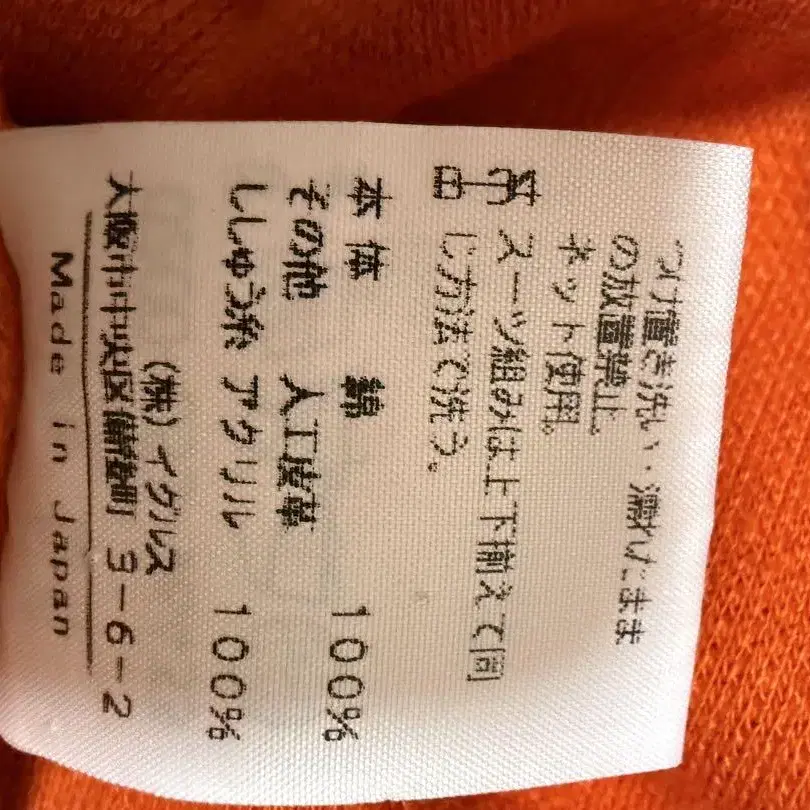 つけ置き洗い・濡れたまま
の放置禁止。
ネット使用。
スーツ組みは上下揃えて同
じ方法で洗う。
本体 綿 100%
その他 人工皮革
ししゅう糸 アクリル 100%
(株)イグルス
大阪市中央区備後町 3-6-2
Made in Japan